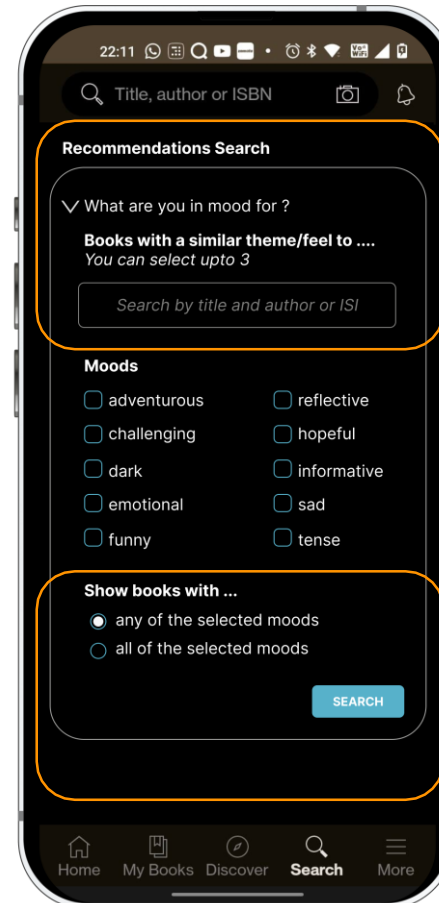 22:11
Title, author or ISBN
Recommendations Search
What are you in mood for ?
Books with a similar theme/feel to ....
You can select upto 3
Search by title and author or ISI
Moods
adventurous reflective
challenging hopeful
dark informative
emotional sad
funny tense
Show books with ...
any of the selected moods
all of the selected moods
SEARCH
Home My Books Discover Search More